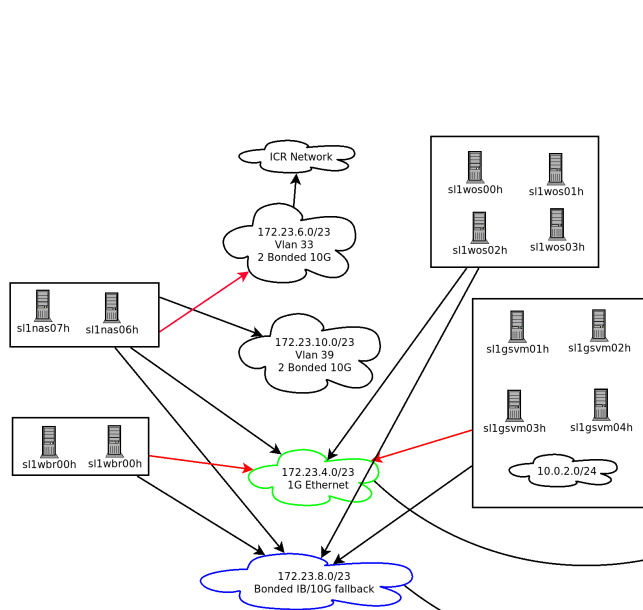 ICR Network
sl1wos00h
sl1wos01h
sl1wos02h
sl1wos03h
172.23.6.0/23
Vlan 33
2 Bonded 10G
sl1nas07h
sl1nas06h
172.23.10.0/23
Vlan 39
2 Bonded 10G
sl1gsvm01h
sl1gsvm02h
sl1gsvm03h
sl1gsvm04h
10.0.2.0/24
sl1wbr00h
sl1wbr00h
172.23.4.0/23
1G Ethernet
172.23.8.0/23
Bonded IB/10G fallback